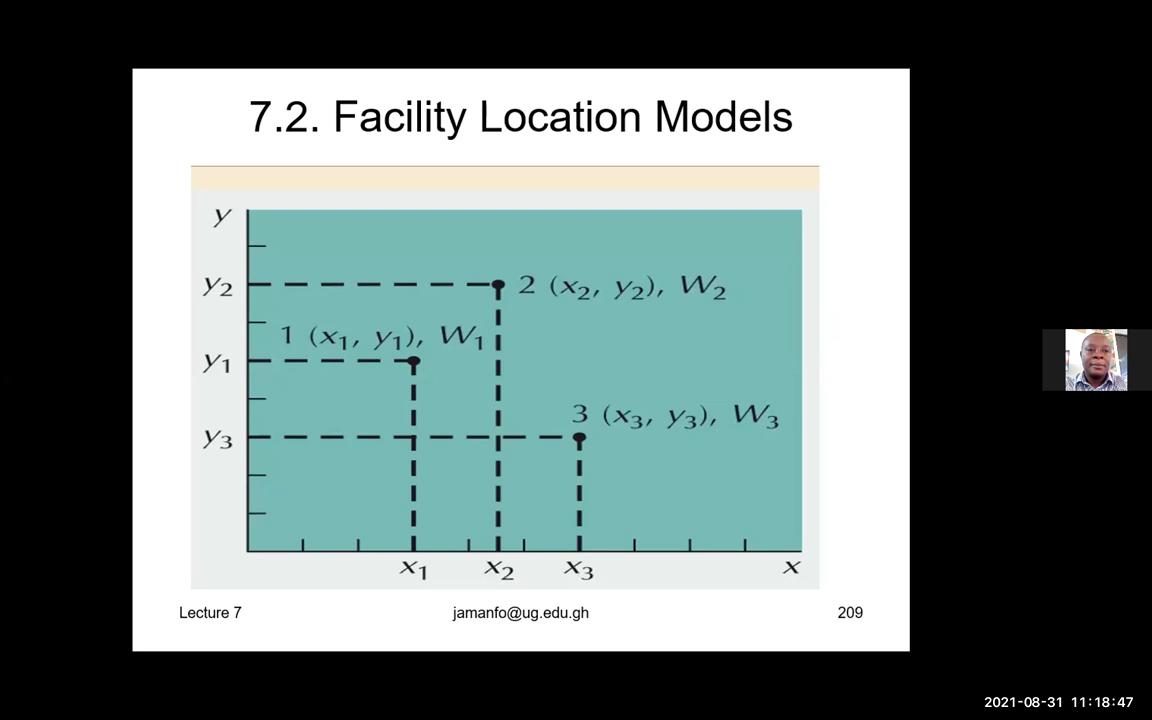 7.2. Facility Location Models
y
y₂
2 (x₂, y₂), W₂
1 (x₁, y₁), W₁
y₁
3 (x₃, y₃), W₃
y₃
x₁ x₂ x₃ x
Lecture 7 jamanfo@ug.edu.gh 209
2021-08-31 11:18:47